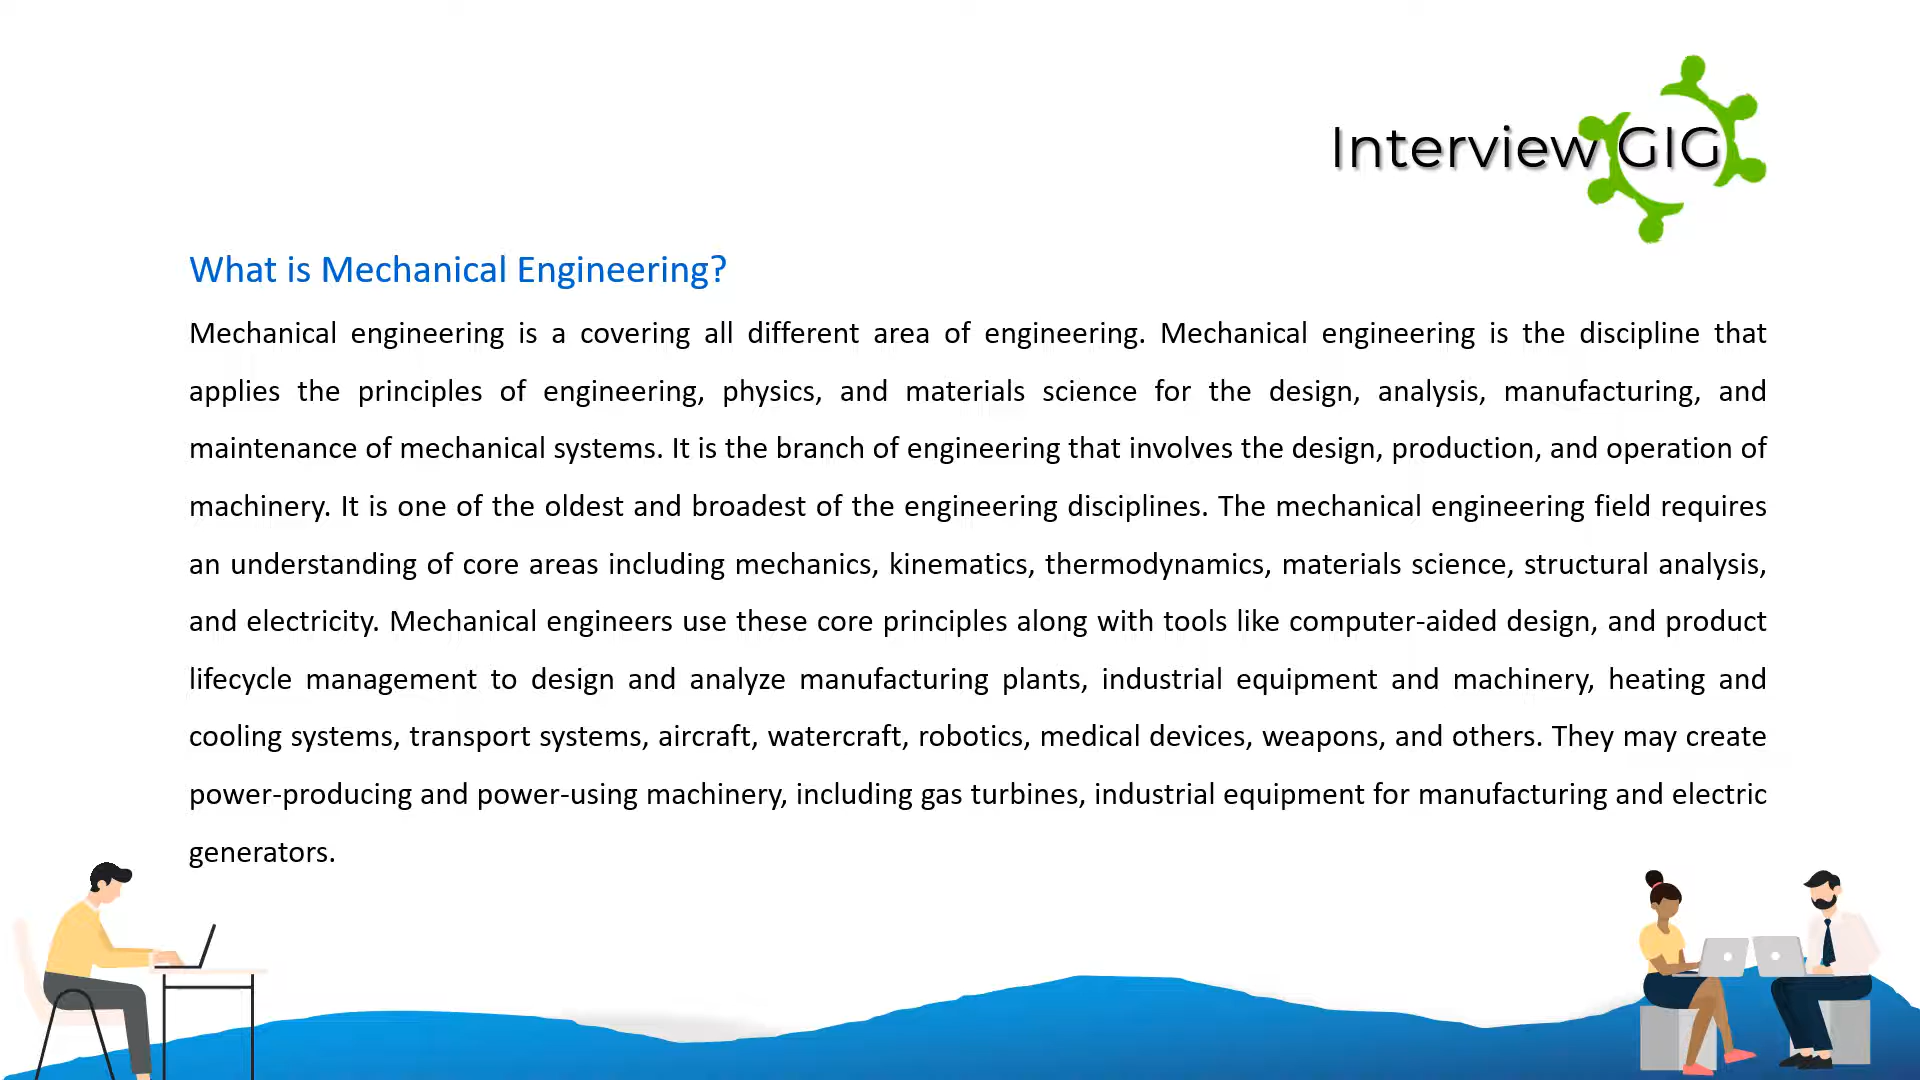 Interview GIG
What is Mechanical Engineering?
Mechanical engineering is a covering all different area of engineering. Mechanical engineering is the discipline that
applies the principles of engineering, physics, and materials science for the design, analysis, manufacturing, and
maintenance of mechanical systems. It is the branch of engineering that involves the design, production, and operation of
machinery. It is one of the oldest and broadest of the engineering disciplines. The mechanical engineering field requires
an understanding of core areas including mechanics, kinematics, thermodynamics, materials science, structural analysis,
and electricity. Mechanical engineers use these core principles along with tools like computer-aided design, and product
lifecycle management to design and analyze manufacturing plants, industrial equipment and machinery, heating and
cooling systems, transport systems, aircraft, watercraft, robotics, medical devices, weapons, and others. They may create
power-producing and power-using machinery, including gas turbines, industrial equipment for manufacturing and electric
generators.